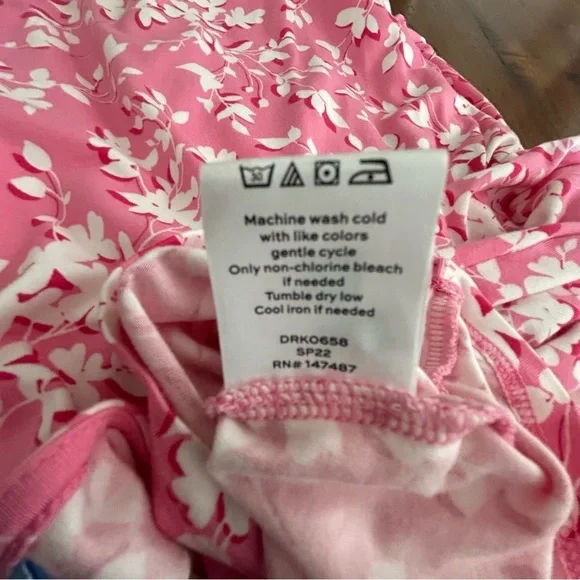 30
Machine wash cold
with like colors
gentle cycle
Only non-chlorine bleach
if needed
Tumble dry low
Cool iron if needed
DRK0658
SP22
RN# 147487